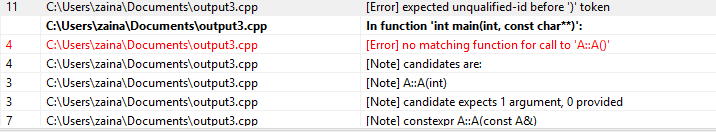 11 C:\Users\zaina\Documents\output3.cpp [Error] expected unqualified-id before ')' token
C:\Users\zaina\Documents\output3.cpp In function 'int main(int, const char**)':
4 C:\Users\zaina\Documents\output3.cpp [Error] no matching function for call to 'A::A()'
4 C:\Users\zaina\Documents\output3.cpp [Note] candidates are:
3 C:\Users\zaina\Documents\output3.cpp [Note] A::A(int)
3 C:\Users\zaina\Documents\output3.cpp [Note] candidate expects 1 argument, 0 provided
7 C:\Users\zaina\Documents\output3.cpp [Note] constexpr A::A(const A&)